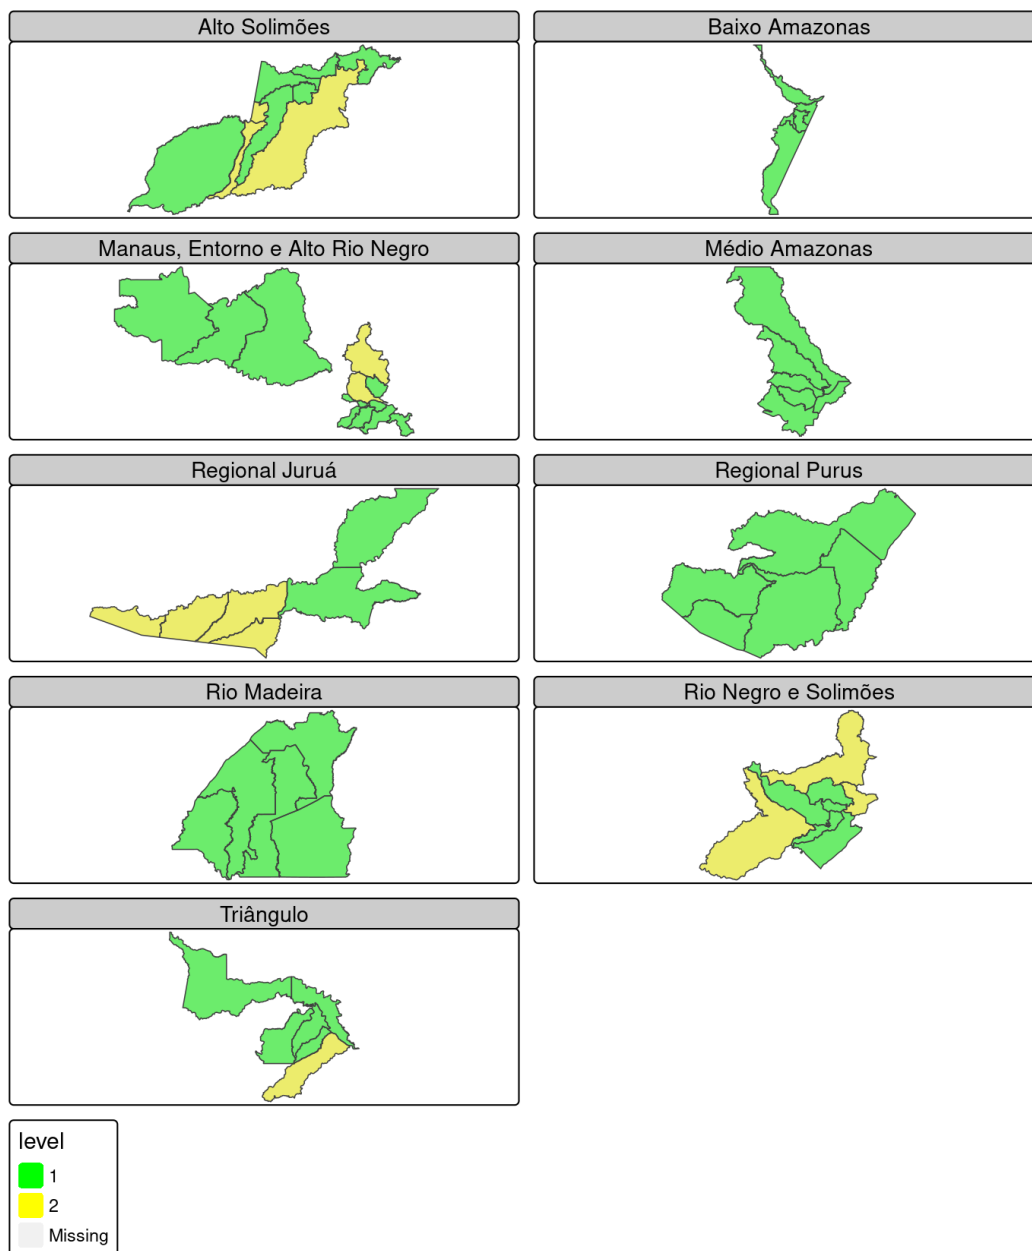 Alto Solimões
Baixo Amazonas
Manaus, Entorno e Alto Rio Negro
Médio Amazonas
Regional Juruá
Regional Purus
Rio Madeira
Rio Negro e Solimões
Triângulo
level
1
2
Missing